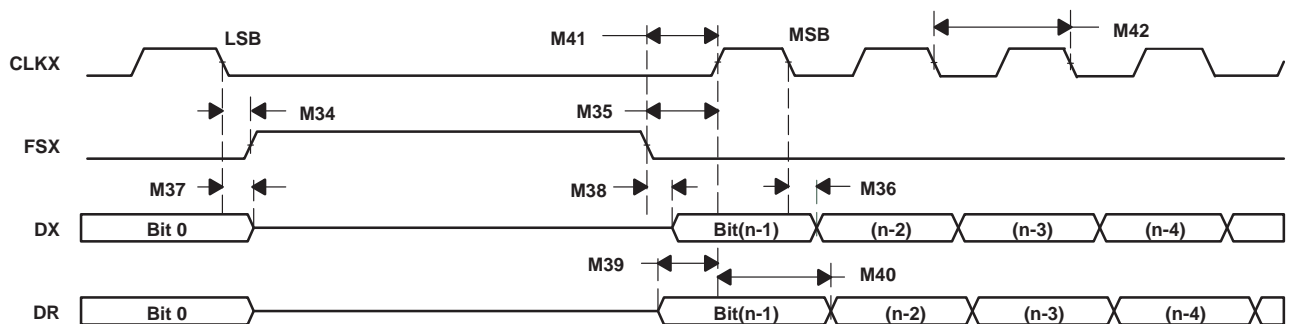 LSB M41 MSB M42
CLKX
M34 M35
FSX
M37 M38 M36
DX Bit 0 Bit(n-1) (n-2) (n-3) (n-4)
M39 M40
DR Bit 0 Bit(n-1) (n-2) (n-3) (n-4)